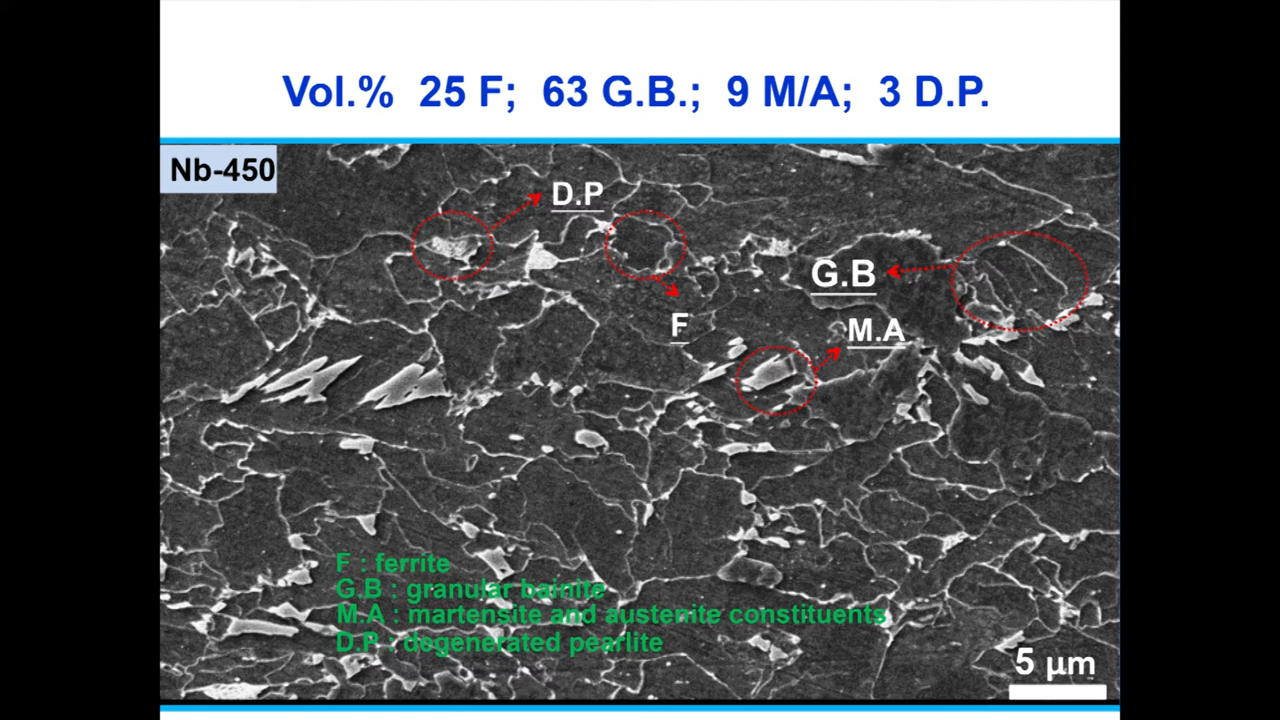 Vol.% 25 F; 63 G.B.; 9 M/A; 3 D.P.
Nb-450
D.P
G.B
F
M.A
F : ferrite
G.B : granular bainite
M.A : martensite and austenite constituents
D.P : degenerated pearlite
5 μm